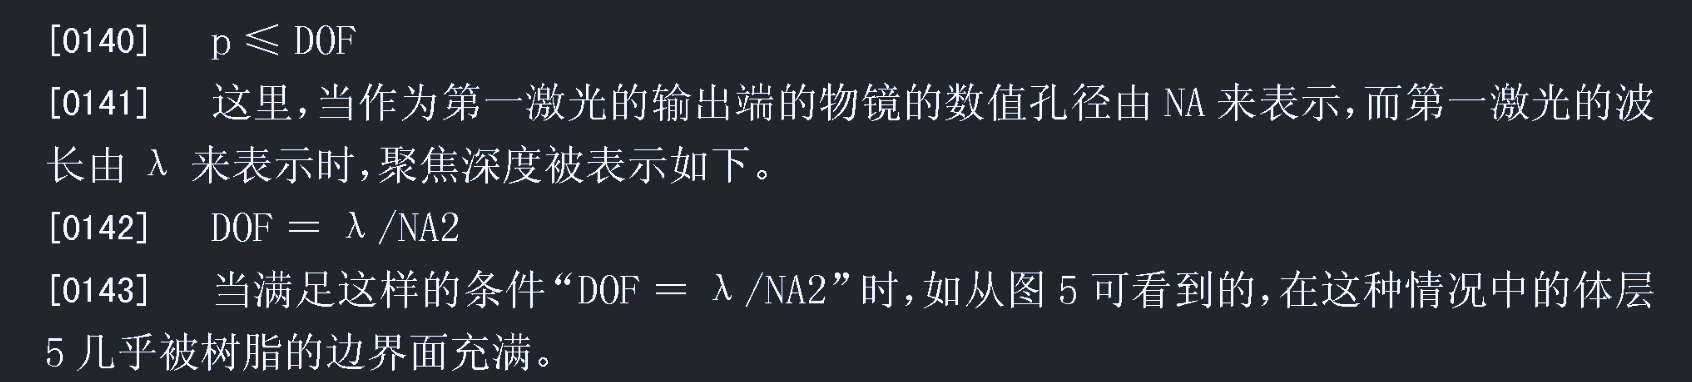 [0140] p≤DOF
[0141] 这里,当作为第一激光的输出端的物镜的数值孔径由NA来表示,而第一激光的波
长由 λ 来表示时,聚焦深度被表示如下。
[0142] DOF= λ/NA2
[0143] 当满足这样的条件“DOF= λ/NA2”时,如从图5可看到的,在这种情况中的体层
5几乎被树脂的边界面充满。